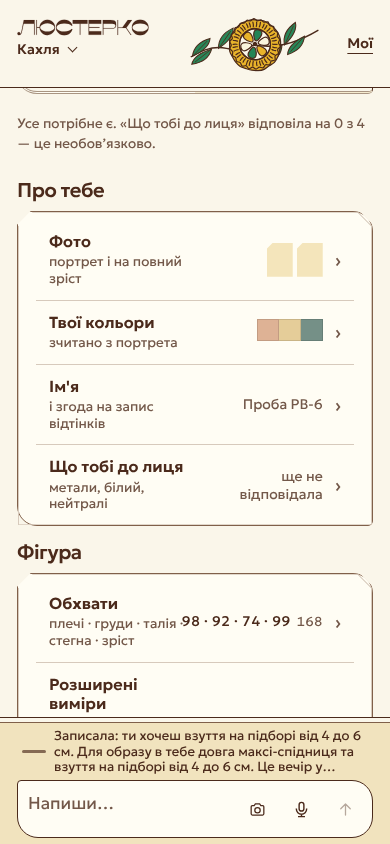 ЛЮСТЕРКО
Кахля
Мої
Усе потрібне є. «Що тобі до лиця» відповіла на 0 з 4
— це необов’язково.
Про тебе
Фото
портрет і на повний
зріст
Твої кольори
зчитано з портрета
Ім'я
і згода на запис
відтінків
Проба РВ-6
Що тобі до лиця
метали, білий,
нейтралі
ще не
відповідала
Фігура
Обхвати
плечі · груди · талія ·
стегна · зріст
98 · 92 · 74 · 99 168
Розширені
виміри
Записала: ти хочеш взуття на підборі від 4 до 6
см. Для образу в тебе довга максі-спідниця та
взуття на підборі від 4 до 6 см. Це вечір у…
Напиши…